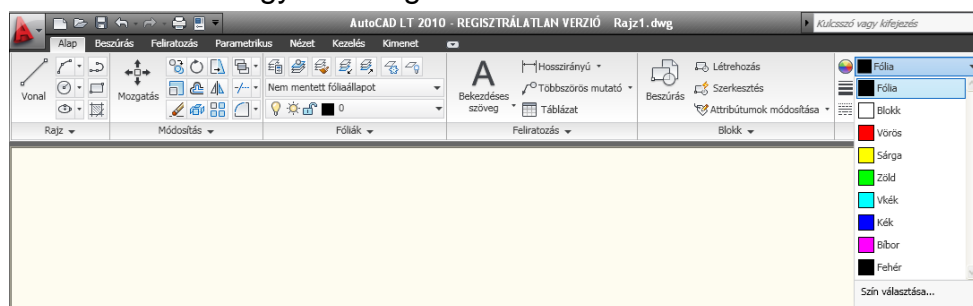 AutoCAD LT 2010 - REGISZTRÁLATLAN VERZIÓ Rajz1.dwg
Kulcsszó vagy kifejezés
Alap Beszúrás Feliratozás Parametrikus Nézet Kezelés Kimenet
Vonal
Mozgatás
Nem mentett fóliaállapot
0
Bekezdéses
szöveg
Hosszirányú
Többszörös mutató
Táblázat
Beszúrás
Létrehozás
Szerkesztés
Attribútumok módosítása
Fólia
Rajz Módosítás Fóliák Feliratozás Blokk
Fólia
Blokk
Vörös
Sárga
Zöld
Vkék
Kék
Bíbor
Fehér
Szín választása...